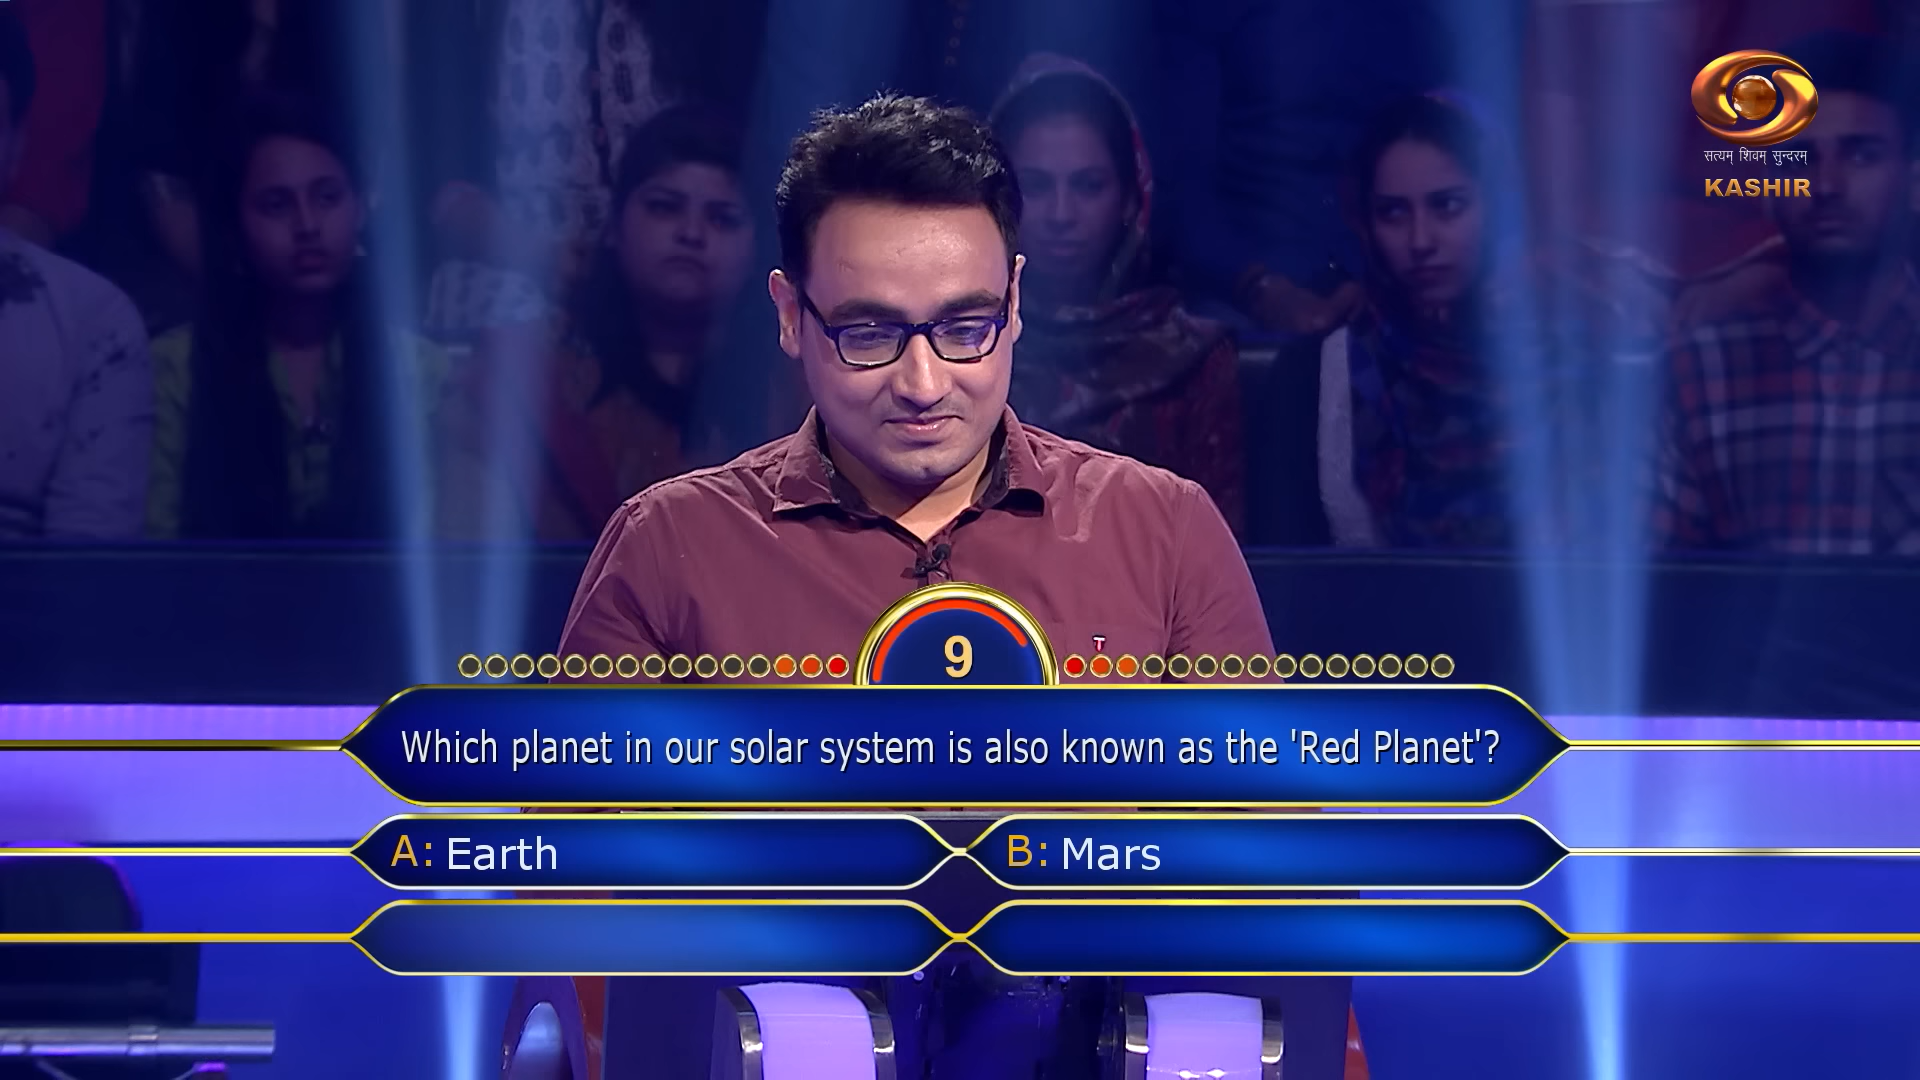 सत्यम् शिवम् सुन्दरम्
KASHIR
T
9
Which planet in our solar system is also known as the 'Red Planet'?
A: Earth
B: Mars